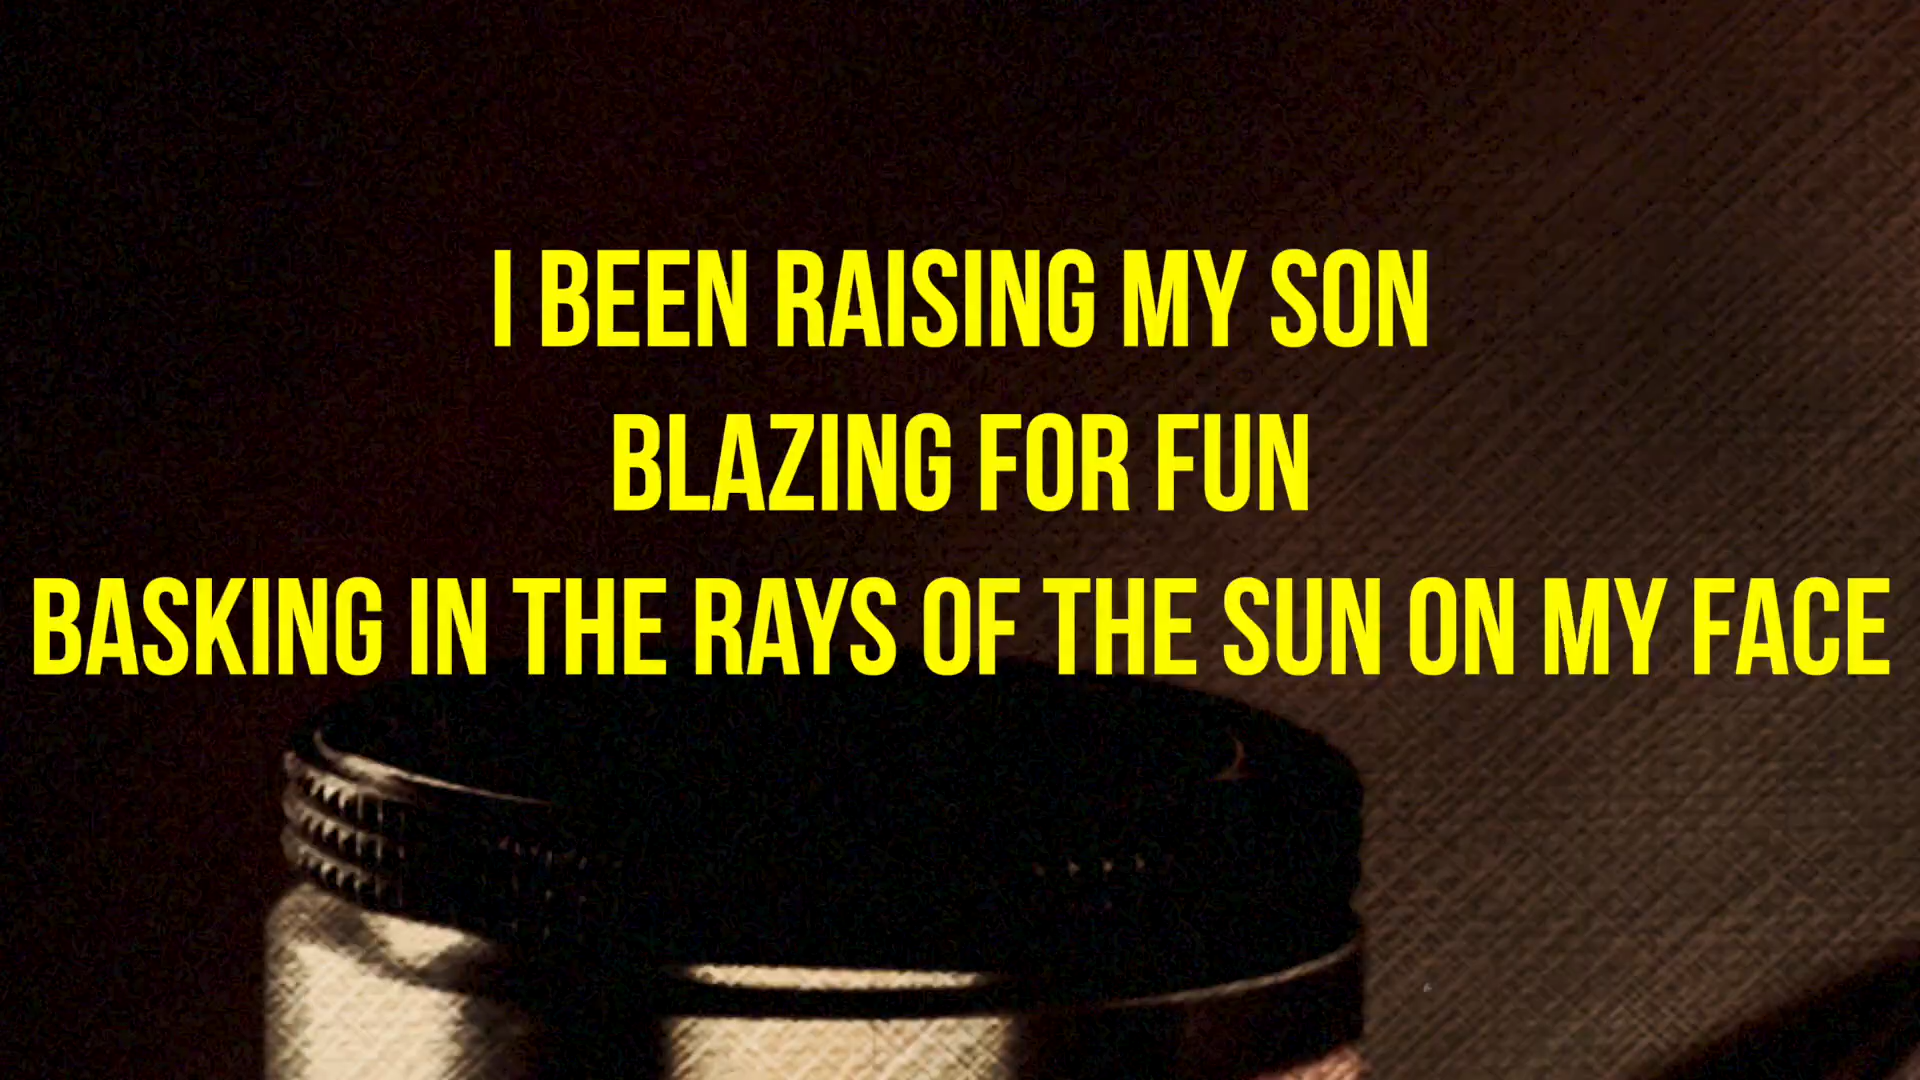 I BEEN RAISING MY SON
BLAZING FOR FUN
BASKING IN THE RAYS OF THE SUN ON MY FACE